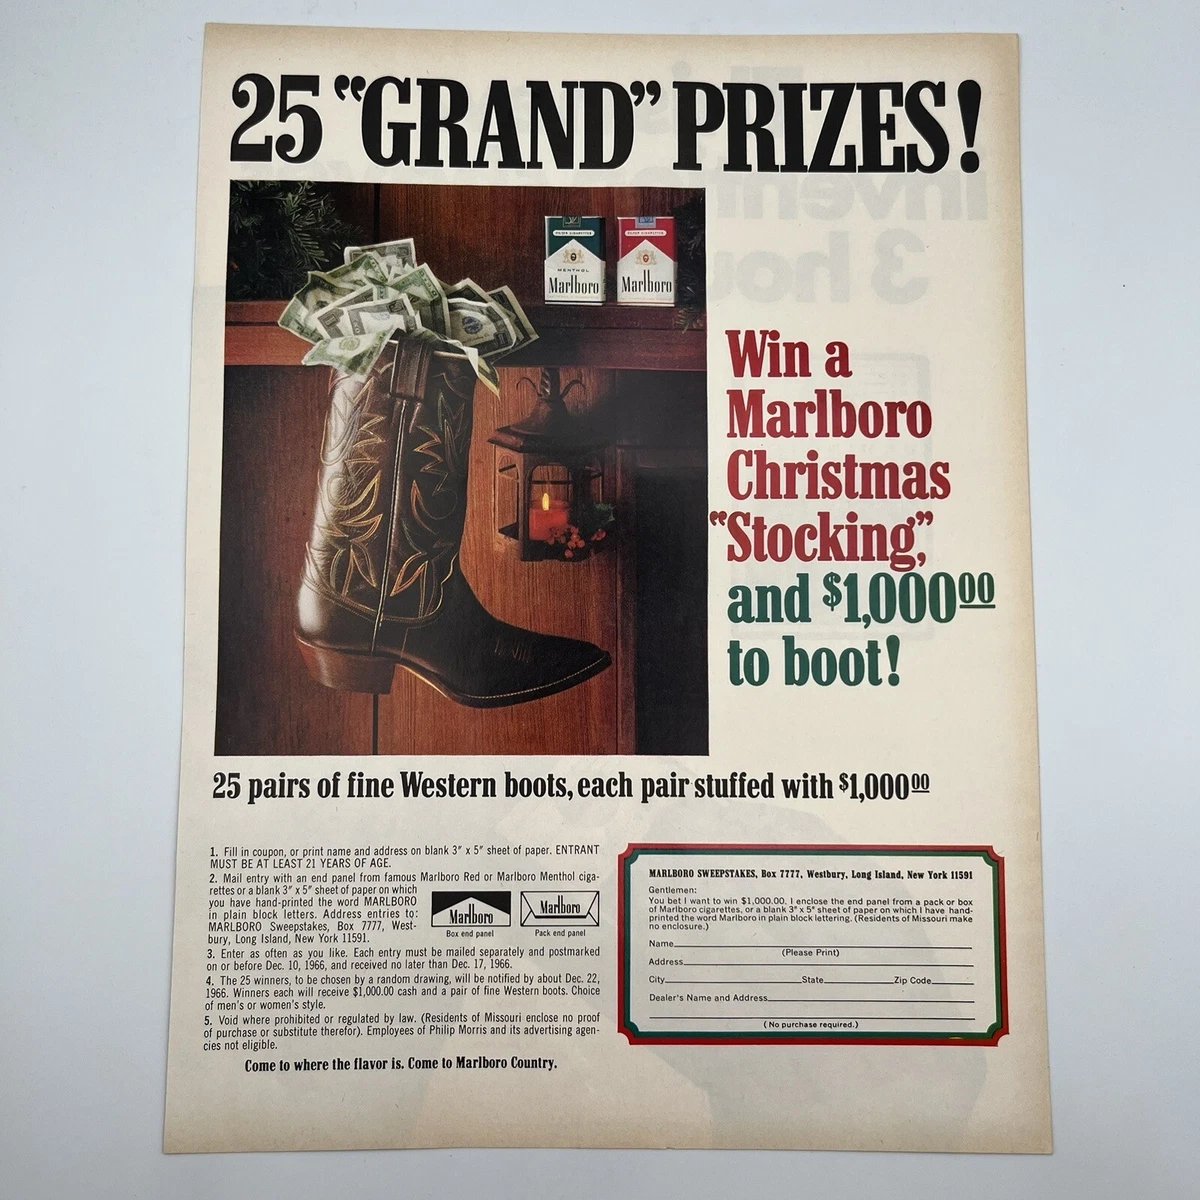 25 “GRAND” PRIZES!
MENTHOL
Marlboro
FILTER CIGARETTES
Marlboro
Win a
Marlboro
Christmas
“Stocking,”
and $1,00000
to boot!
25 pairs of fine Western boots, each pair stuffed with $1,00000
1. Fill in coupon, or print name and address on blank 3" x 5" sheet of paper. ENTRANT
MUST BE AT LEAST 21 YEARS OF AGE.
2. Mail entry with an end panel from famous Marlboro Red or Marlboro Menthol ciga-
rettes or a blank 3" x 5" sheet of paper on which
you have hand-printed the word MARLBORO
in plain block letters. Address entries to:
MARLBORO Sweepstakes, Box 7777, West-
bury, Long Island, New York 11591.
Marlboro
Box end panel
Marlboro
Pack end panel
3. Enter as often as you like. Each entry must be mailed separately and postmarked
on or before Dec. 10, 1966, and received no later than Dec. 17, 1966.
4. The 25 winners, to be chosen by a random drawing, will be notified by about Dec. 22,
1966. Winners each will receive $1,000.00 cash and a pair of fine Western boots. Choice
of men's or women's style.
5. Void where prohibited or regulated by law. (Residents of Missouri enclose no proof
of purchase or substitute therefor). Employees of Philip Morris and its advertising agen-
cies not eligible.
Come to where the flavor is. Come to Marlboro Country.
MARLBORO SWEEPSTAKES, Box 7777, Westbury, Long Island, New York 11591
Gentlemen:
You bet I want to win $1,000.00. I enclose the end panel from a pack or box
of Marlboro cigarettes, or a blank 3" x 5" sheet of paper on which I have hand-
printed the word Marlboro in plain block lettering. (Residents of Missouri make
no enclosure.)
Name
(Please Print)
Address
City State Zip Code
Dealer's Name and Address
(No purchase required.)